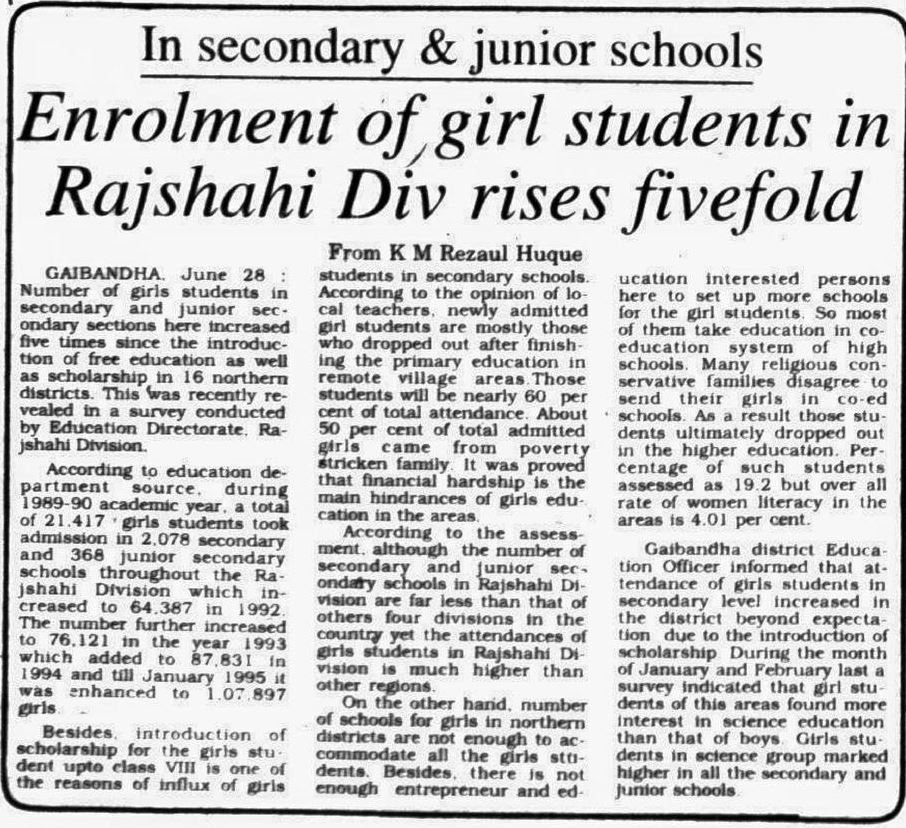 In secondary & junior schools
Enrolment of girl students in
Rajshahi Div rises fivefold
From K M Rezaul Huque
GAIBANDHA, June 28 :
Number of girls students in
secondary and junior sec-
ondary sections here increased
five times since the introduc-
tion of free education as well
as scholarship in 16 northern
districts. This was recently re-
vealed in a survey conducted
by Education Directorate, Ra-
jshahi Division.
According to education de-
partment source, during
1989-90 academic year, a total
of 21,417 girls students took
admission in 2,078 secondary
and 368 junior secondary
schools throughout the Ra-
jshahi Division which in-
creased to 64,387 in 1992.
The number further increased
to 76,121 in the year 1993
which added to 87,831 in
1994 and till January 1995 it
was enhanced to 1,07,897
girls.
Besides, introduction of
scholarship for the girls stu-
dent upto class VIII is one of
the reasons of influx of girls
students in secondary schools.
According to the opinion of lo-
cal teachers, newly admitted
girl students are mostly those
who dropped out after finish-
ing the primary education in
remote village areas.Those
students will be nearly 60 per
cent of total attendance. About
50 per cent of total admitted
girls came from poverty
stricken family. It was proved
that financial hardship is the
main hindrances of girls edu-
cation in the areas.
According to the assess-
ment, although the number of
secondary and junior sec-
ondary schools in Rajshahi Di-
vision are far less than that of
others four divisions in the
country yet the attendances of
girls students in Rajshahi Di-
vision is much higher than
other regions.
On the other hand, number
of schools for girls in northern
districts are not enough to ac-
commodate all the girls stu-
dents. Besides, there is not
enough entrepreneur and ed-
ucation interested persons
here to set up more schools
for the girl students. So most
of them take education in co-
education system of high
schools. Many religious con-
servative families disagree to
send their girls in co-ed
schools. As a result those stu-
dents ultimately dropped out
in the higher education. Per-
centage of such students
assessed as 19.2 but over all
rate of women literacy in the
areas is 4.01 per cent.
Gaibandha district Educa-
tion Officer informed that at-
tendance of girls students in
secondary level increased in
the district beyond expecta-
tion due to the introduction of
scholarship. During the month
of January and February last a
survey indicated that girl stu-
dents of this areas found more
interest in science education
than that of boys. Girls stu-
dents in science group marked
higher in all the secondary and
junior schools.